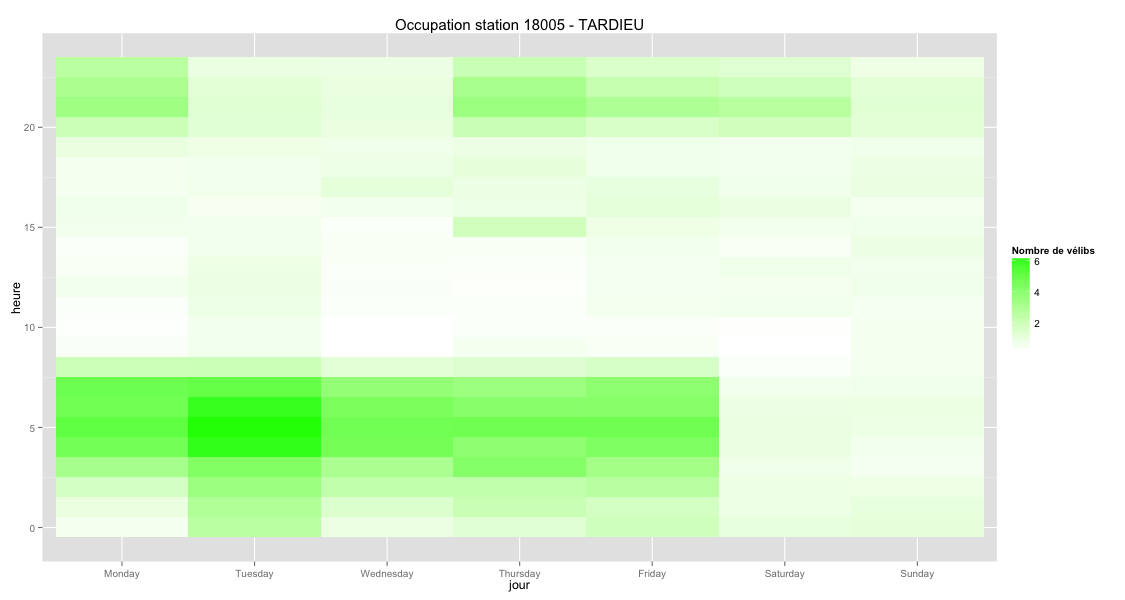 Occupation station 18005 - TARDIEU
heure
20
15
10
5
0
Monday Tuesday Wednesday Thursday Friday Saturday Sunday
jour
Nombre de vélibs
6
4
2